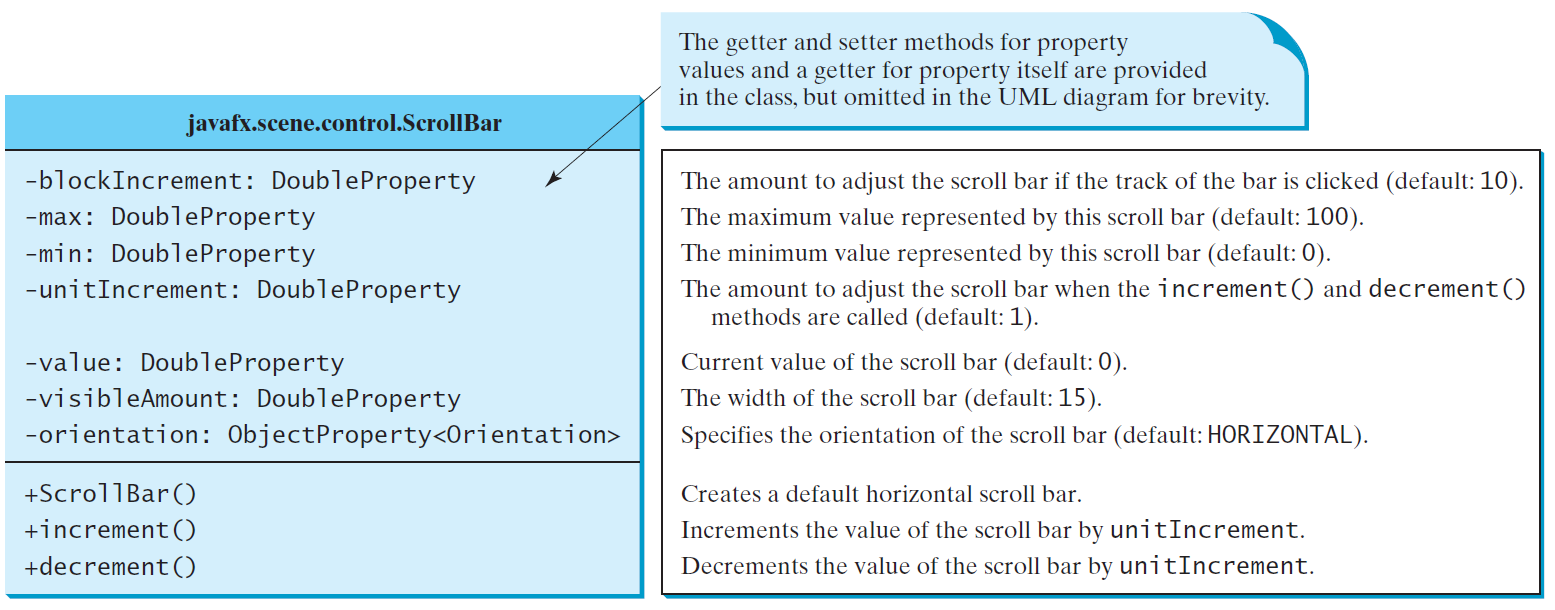 The getter and setter methods for property
values and a getter for property itself are provided
in the class, but omitted in the UML diagram for brevity.
javafx.scene.control.ScrollBar
-blockIncrement: DoubleProperty
-max: DoubleProperty
-min: DoubleProperty
-unitIncrement: DoubleProperty
-value: DoubleProperty
-visibleAmount: DoubleProperty
-orientation: ObjectProperty<Orientation>
+ScrollBar()
+increment()
+decrement()
The amount to adjust the scroll bar if the track of the bar is clicked (default: 10).
The maximum value represented by this scroll bar (default: 100).
The minimum value represented by this scroll bar (default: 0).
The amount to adjust the scroll bar when the increment() and decrement()
methods are called (default: 1).
Current value of the scroll bar (default: 0).
The width of the scroll bar (default: 15).
Specifies the orientation of the scroll bar (default: HORIZONTAL).
Creates a default horizontal scroll bar.
Increments the value of the scroll bar by unitIncrement.
Decrements the value of the scroll bar by unitIncrement.